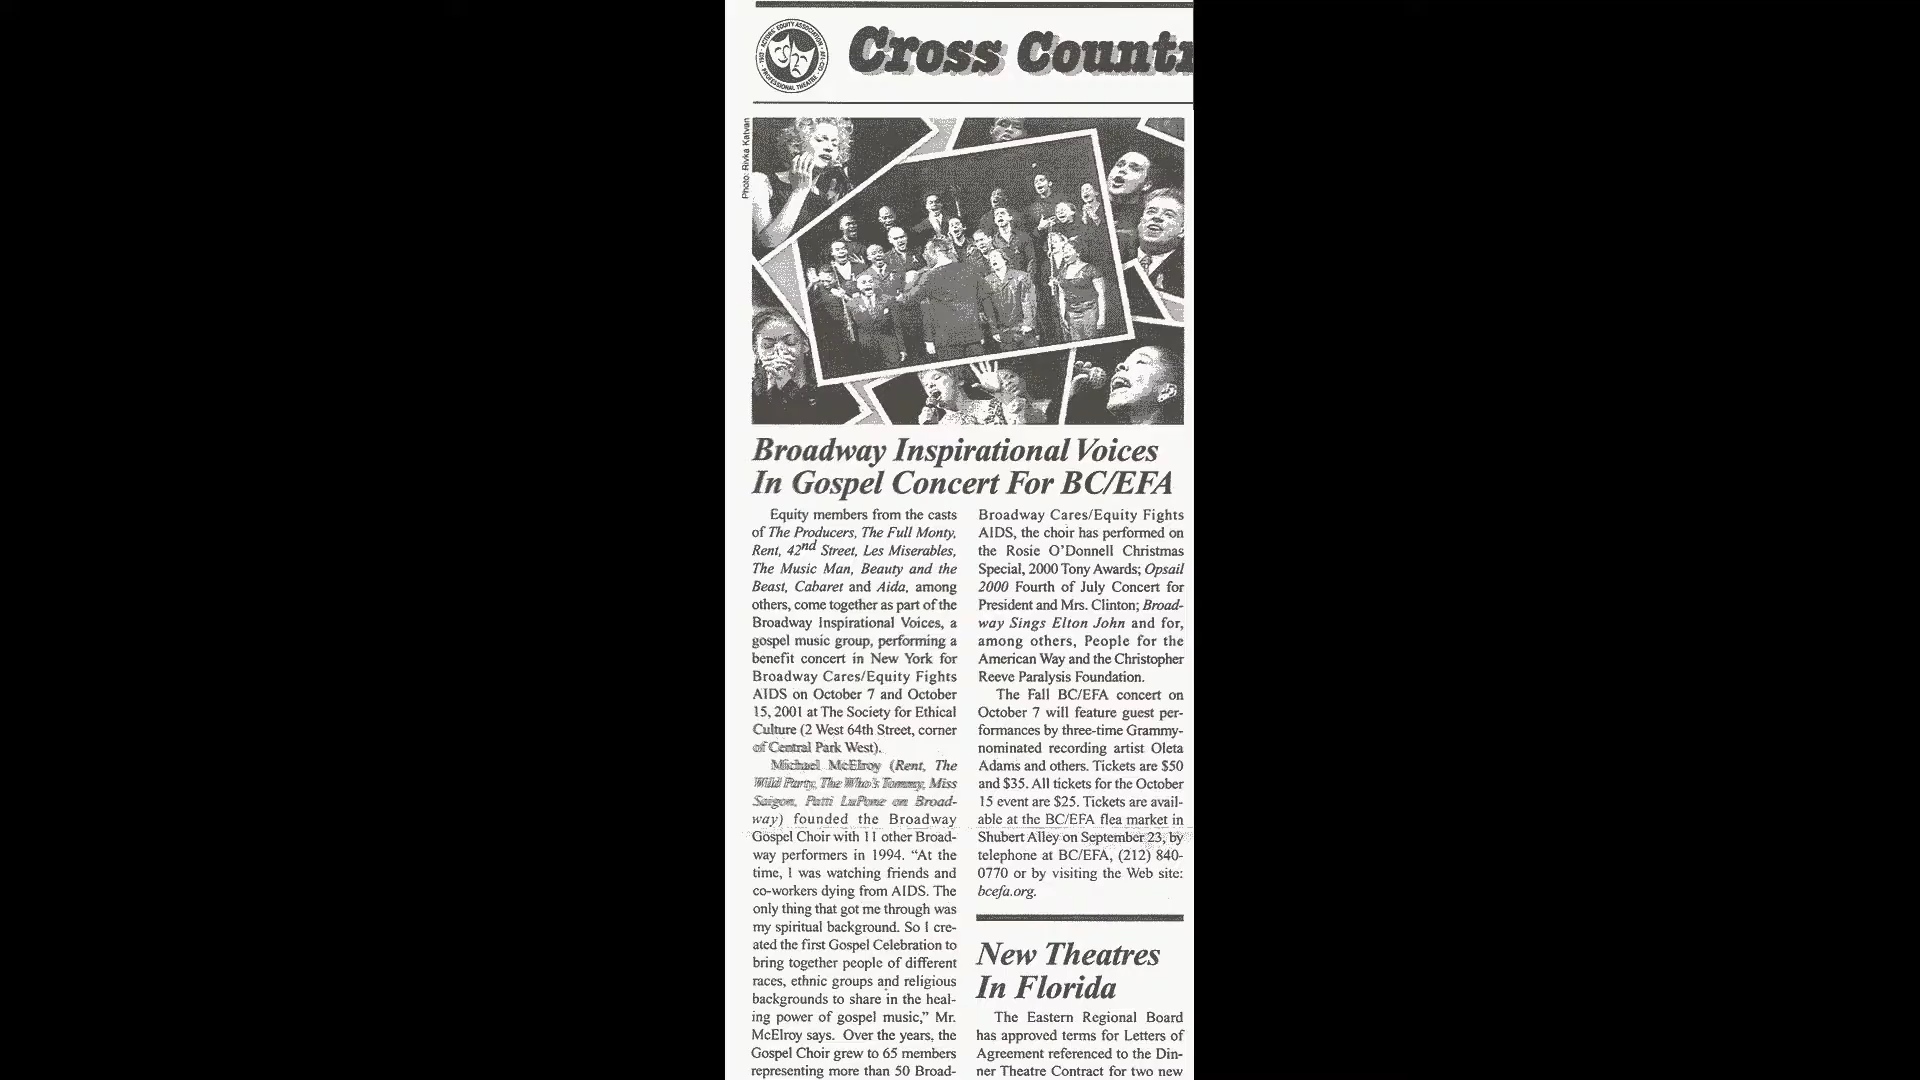 ACTORS' EQUITY ASSOCIATION
PROFESSIONAL THEATRE
Cross Countr
Photo: Rivka Katvan
Broadway Inspirational Voices
In Gospel Concert For BC/EFA
Equity members from the casts
of The Producers, The Full Monty,
Rent, 42nd Street, Les Miserables,
The Music Man, Beauty and the
Beast, Cabaret and Aida, among
others, come together as part of the
Broadway Inspirational Voices, a
gospel music group, performing a
benefit concert in New York for
Broadway Cares/Equity Fights
AIDS on October 7 and October
15, 2001 at The Society for Ethical
Culture (2 West 64th Street, corner
of Central Park West).
Michael McElroy (Rent, The
Wild Party, The Who's Tommy, Miss
Saigon, Patti LuPone on Broad-
way) founded the Broadway
Gospel Choir with 11 other Broad-
way performers in 1994. “At the
time, I was watching friends and
co-workers dying from AIDS. The
only thing that got me through was
my spiritual background. So I cre-
ated the first Gospel Celebration to
bring together people of different
races, ethnic groups and religious
backgrounds to share in the heal-
ing power of gospel music,” Mr.
McElroy says. Over the years, the
Gospel Choir grew to 65 members
representing more than 50 Broad-
Broadway Cares/Equity Fights
AIDS, the choir has performed on
the Rosie O'Donnell Christmas
Special, 2000 Tony Awards; Opsail
2000 Fourth of July Concert for
President and Mrs. Clinton; Broad-
way Sings Elton John and for,
among others, People for the
American Way and the Christopher
Reeve Paralysis Foundation.
The Fall BC/EFA concert on
October 7 will feature guest per-
formances by three-time Grammy-
nominated recording artist Oleta
Adams and others. Tickets are $50
and $35. All tickets for the October
15 event are $25. Tickets are avail-
able at the BC/EFA flea market in
Shubert Alley on September 23, by
telephone at BC/EFA, (212) 840-
0770 or by visiting the Web site:
bcefa.org.
New Theatres
In Florida
The Eastern Regional Board
has approved terms for Letters of
Agreement referenced to the Din-
ner Theatre Contract for two new